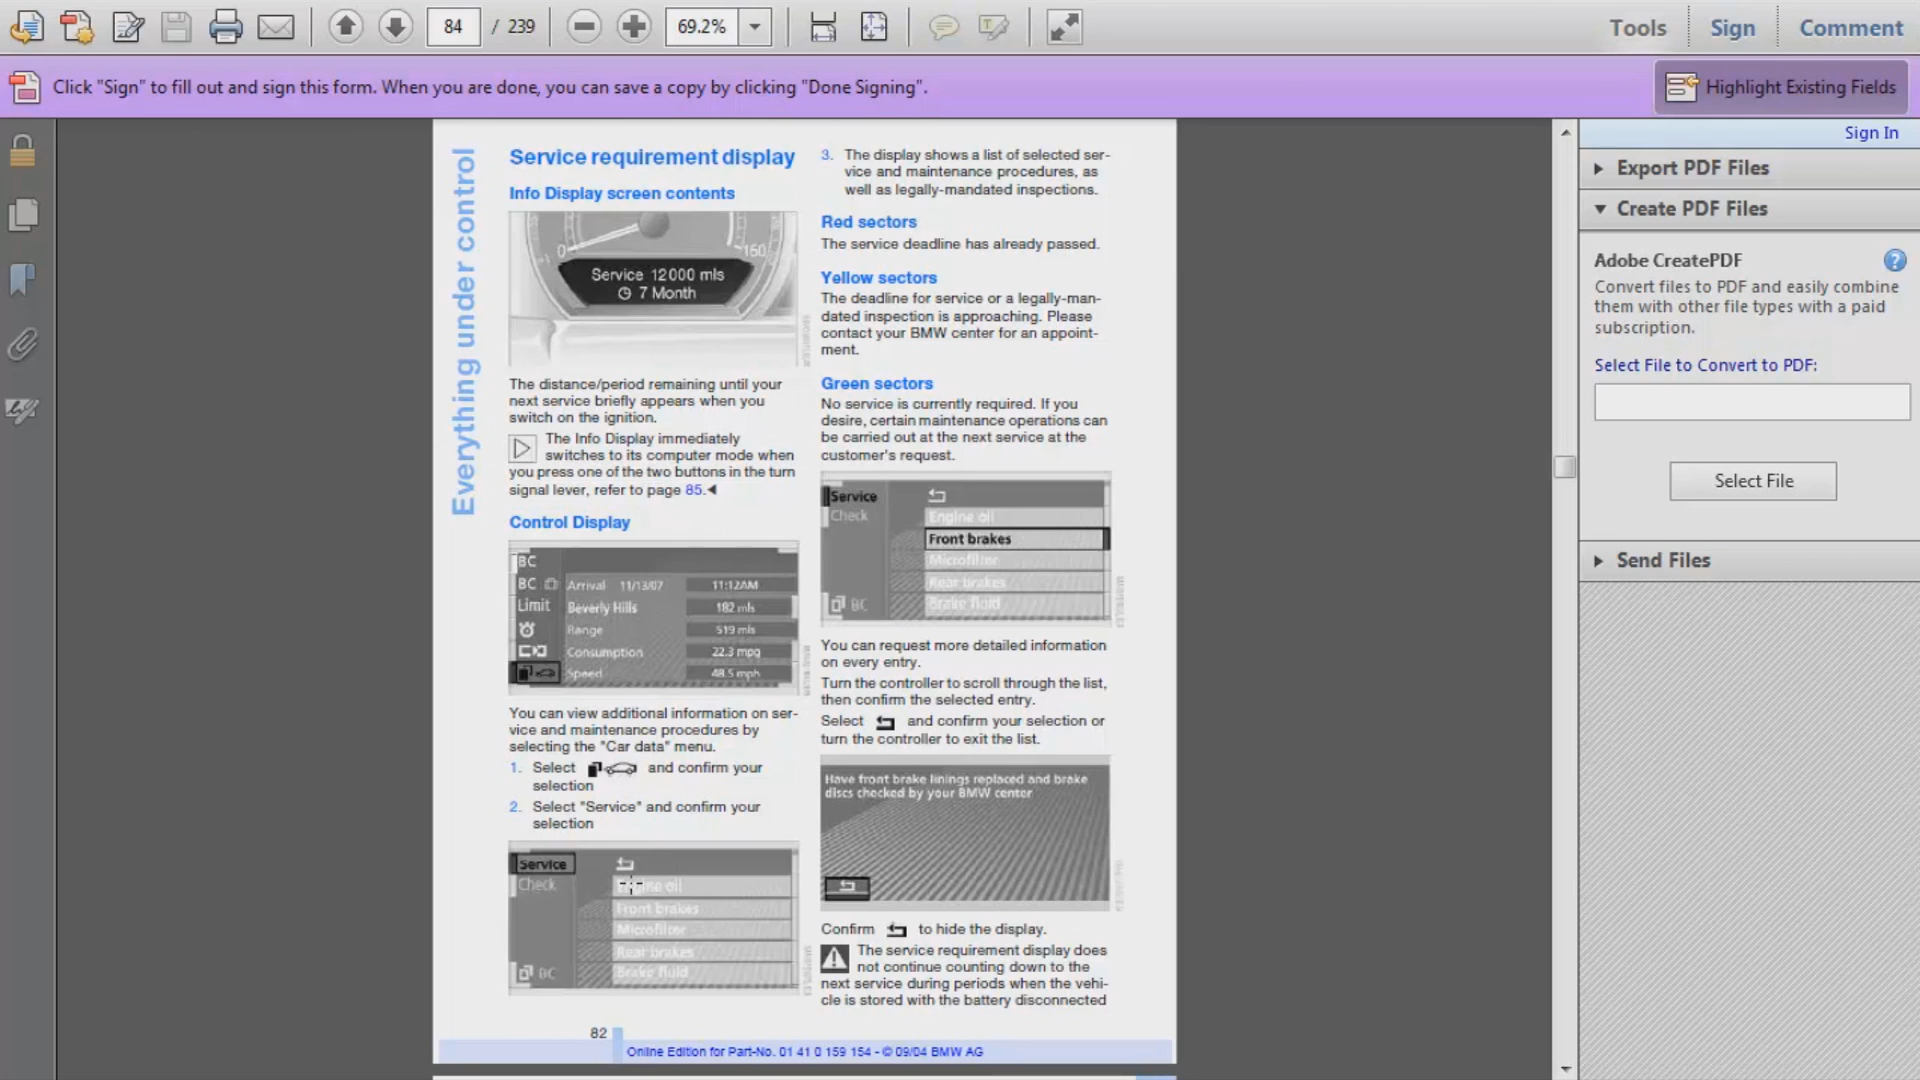 84 / 239
69.2%
Tools
Sign
Comment
Click "Sign" to fill out and sign this form. When you are done, you can save a copy by clicking "Done Signing".
Highlight Existing Fields
Everything under control
Service requirement display
Info Display screen contents
0
160
Service 12000 mls
7 Month
The distance/period remaining until your
next service briefly appears when you
switch on the ignition.
The Info Display immediately
switches to its computer mode when
you press one of the two buttons in the turn
signal lever, refer to page 85.
Control Display
BC
BC
Limit
Arrival 11/13/07 11:12AM
Beverly Hills 182 mls
Range 519 mls
Consumption 22.3 mpg
Speed 48.5 mph
You can view additional information on ser-
vice and maintenance procedures by
selecting the "Car data" menu.
1. Select and confirm your
selection
2. Select "Service" and confirm your
selection
Service
Check
Engine oil
Front brakes
Microfilter
Rear brakes
Brake fluid
BC
82
3. The display shows a list of selected ser-
vice and maintenance procedures, as
well as legally-mandated inspections.
Red sectors
The service deadline has already passed.
Yellow sectors
The deadline for service or a legally-man-
dated inspection is approaching. Please
contact your BMW center for an appoint-
ment.
Green sectors
No service is currently required. If you
desire, certain maintenance operations can
be carried out at the next service at the
customer's request.
Service
Check
Engine oil
Front brakes
Microfilter
Rear brakes
Brake fluid
BC
You can request more detailed information
on every entry.
Turn the controller to scroll through the list,
then confirm the selected entry.
Select and confirm your selection or
turn the controller to exit the list.
Have front brake linings replaced and brake
discs checked by your BMW center
Confirm to hide the display.
The service requirement display does
not continue counting down to the
next service during periods when the vehi-
cle is stored with the battery disconnected
Online Edition for Part-No. 01 41 0 159 154 - © 09/04 BMW AG
Sign In
Export PDF Files
Create PDF Files
Adobe CreatePDF
Convert files to PDF and easily combine
them with other file types with a paid
subscription.
Select File to Convert to PDF:
Select File
Send Files